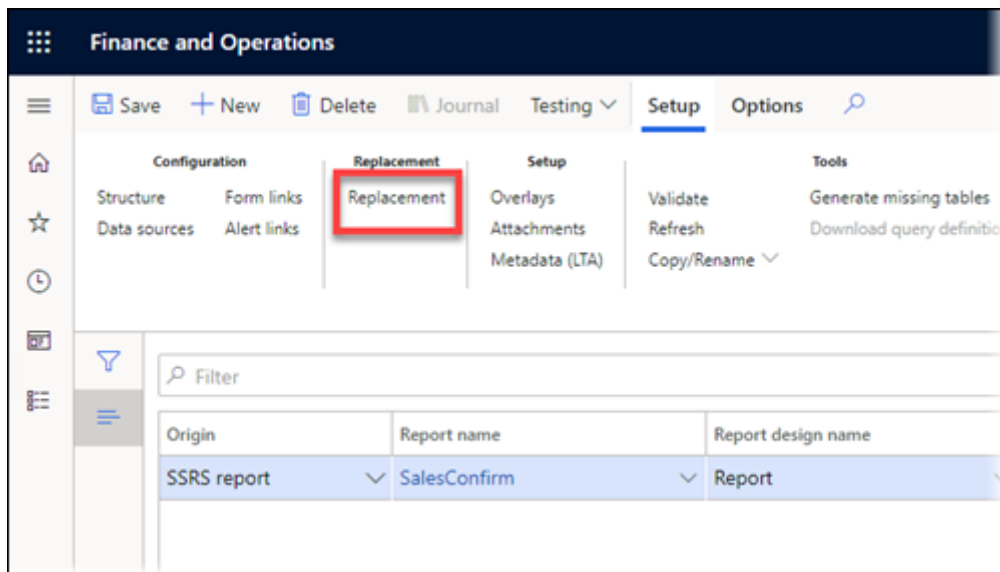 Finance and Operations
Save New Delete Journal Testing Setup Options
Configuration Replacement Setup Tools
Structure Form links Replacement Overlays Validate Generate missing tables
Data sources Alert links Attachments Refresh Download query definitio
Metadata (LTA) Copy/Rename
Filter
Origin Report name Report design name
SSRS report SalesConfirm Report